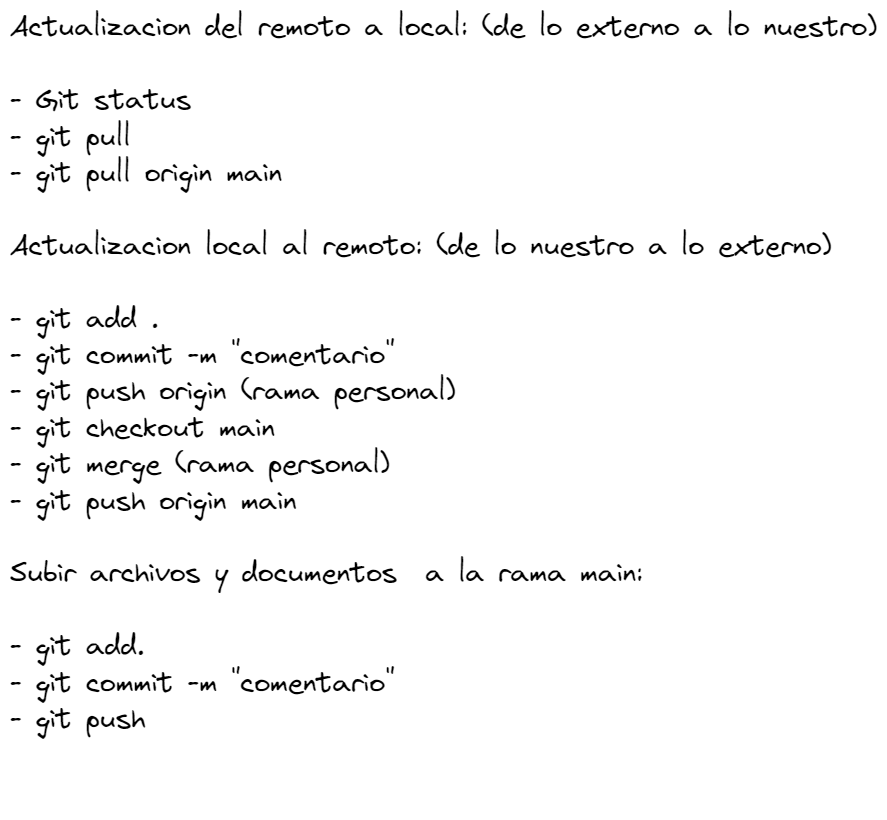 Actualizacion del remoto a local: (de lo externo a lo nuestro)
- Git status
- git pull
- git pull origin main
Actualizacion local al remoto: (de lo nuestro a lo externo)
- git add .
- git commit -m "comentario"
- git push origin (rama personal)
- git checkout main
- git merge (rama personal)
- git push origin main
Subir archivos y documentos  a la rama main:
- git add.
- git commit -m "comentario"
- git push